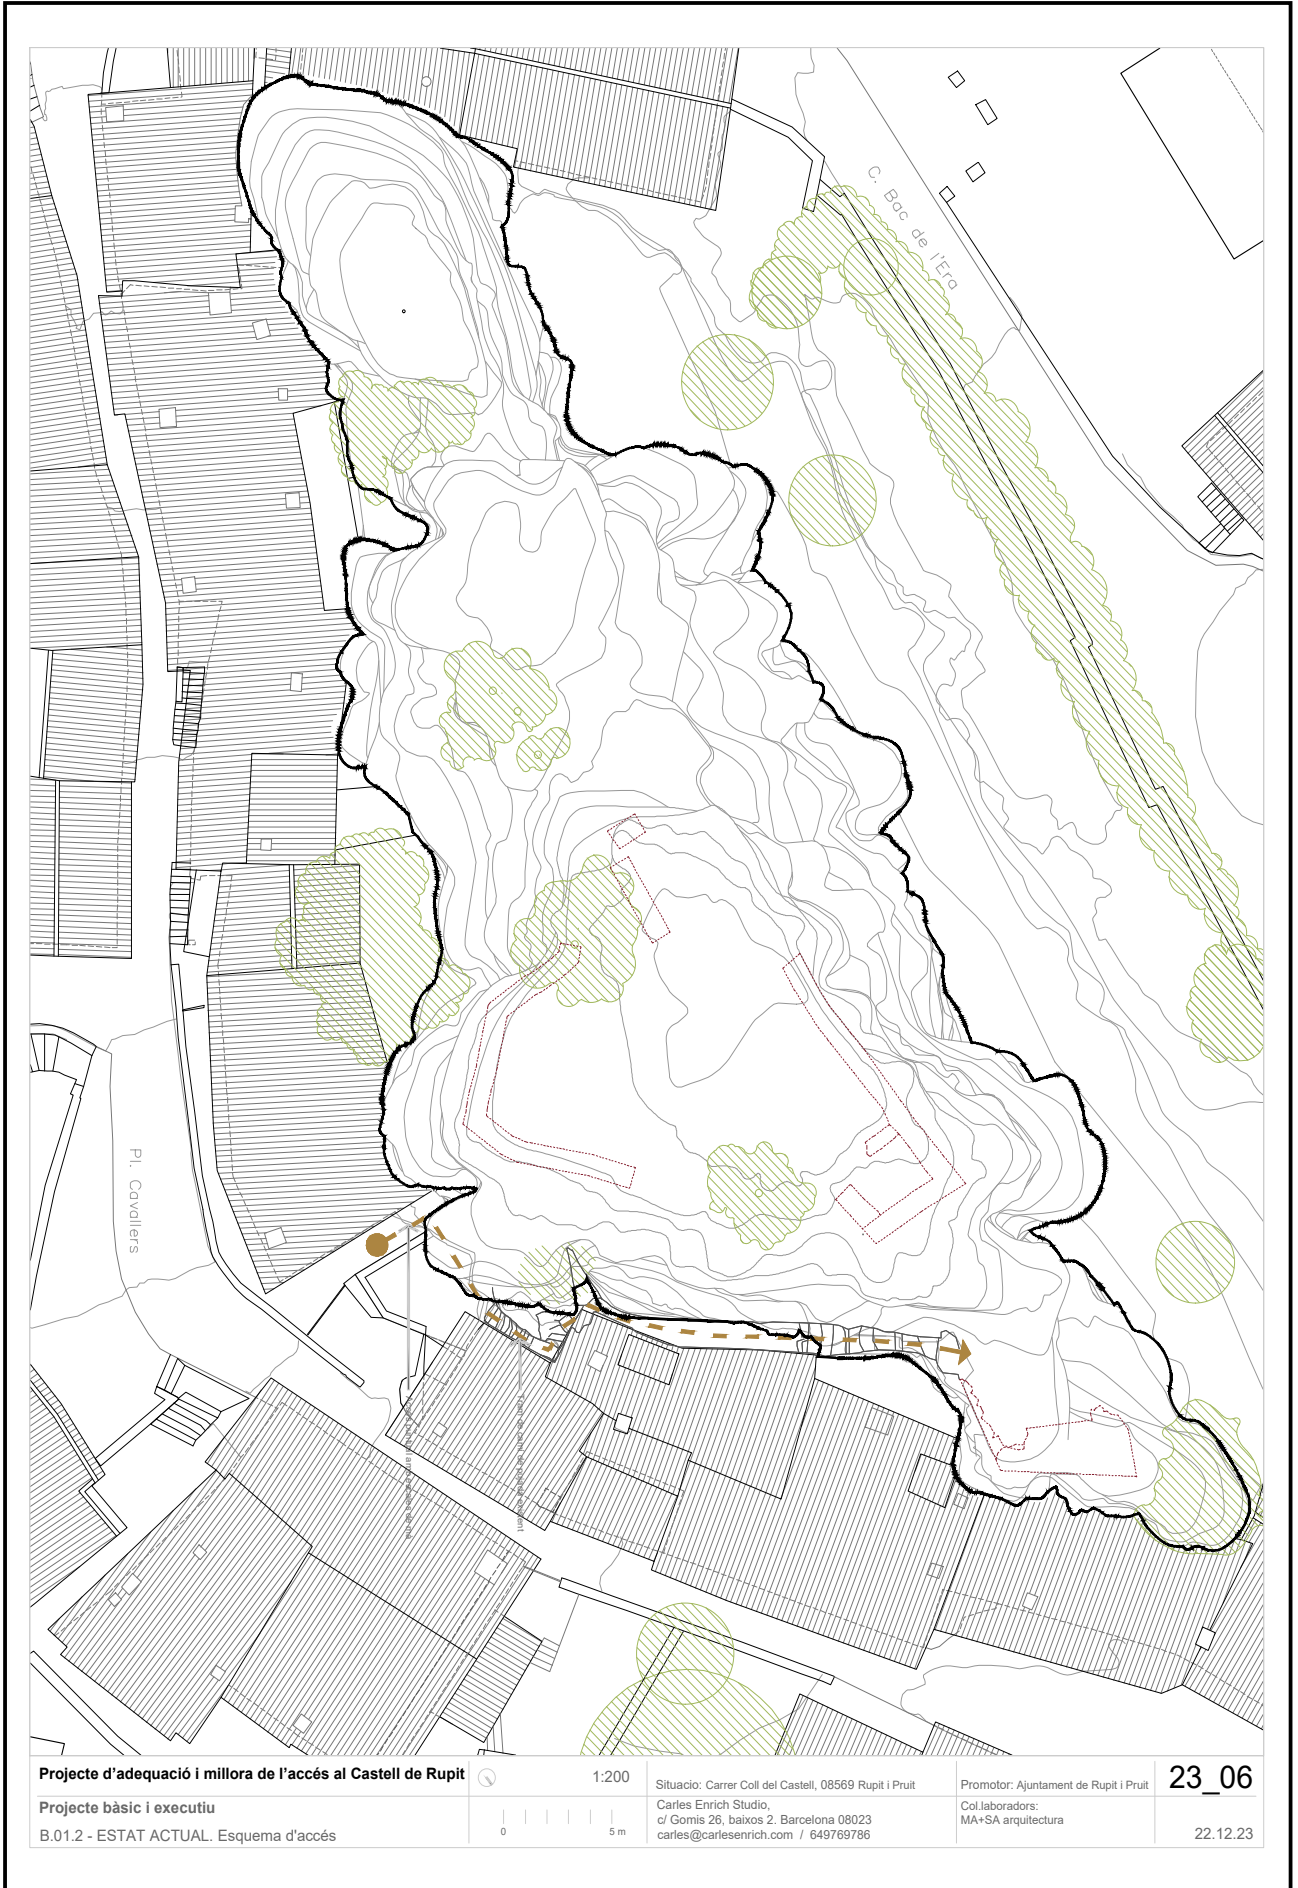 C. Bac de l'Era
Pl. Cavallers
Projecte d'adequació i millora de l'accés al Castell de Rupit
Projecte bàsic i executiu
B.01.2 - ESTAT ACTUAL. Esquema d'accés
1:200
0 5 m
Situacio: Carrer Coll del Castell, 08569 Rupit i Pruit
Carles Enrich Studio,
c/ Gomis 26, baixos 2. Barcelona 08023
carles@carlesenrich.com / 649769786
Promotor: Ajuntament de Rupit i Pruit
Col.laboradors:
MA+SA arquitectura
23_06
22.12.23